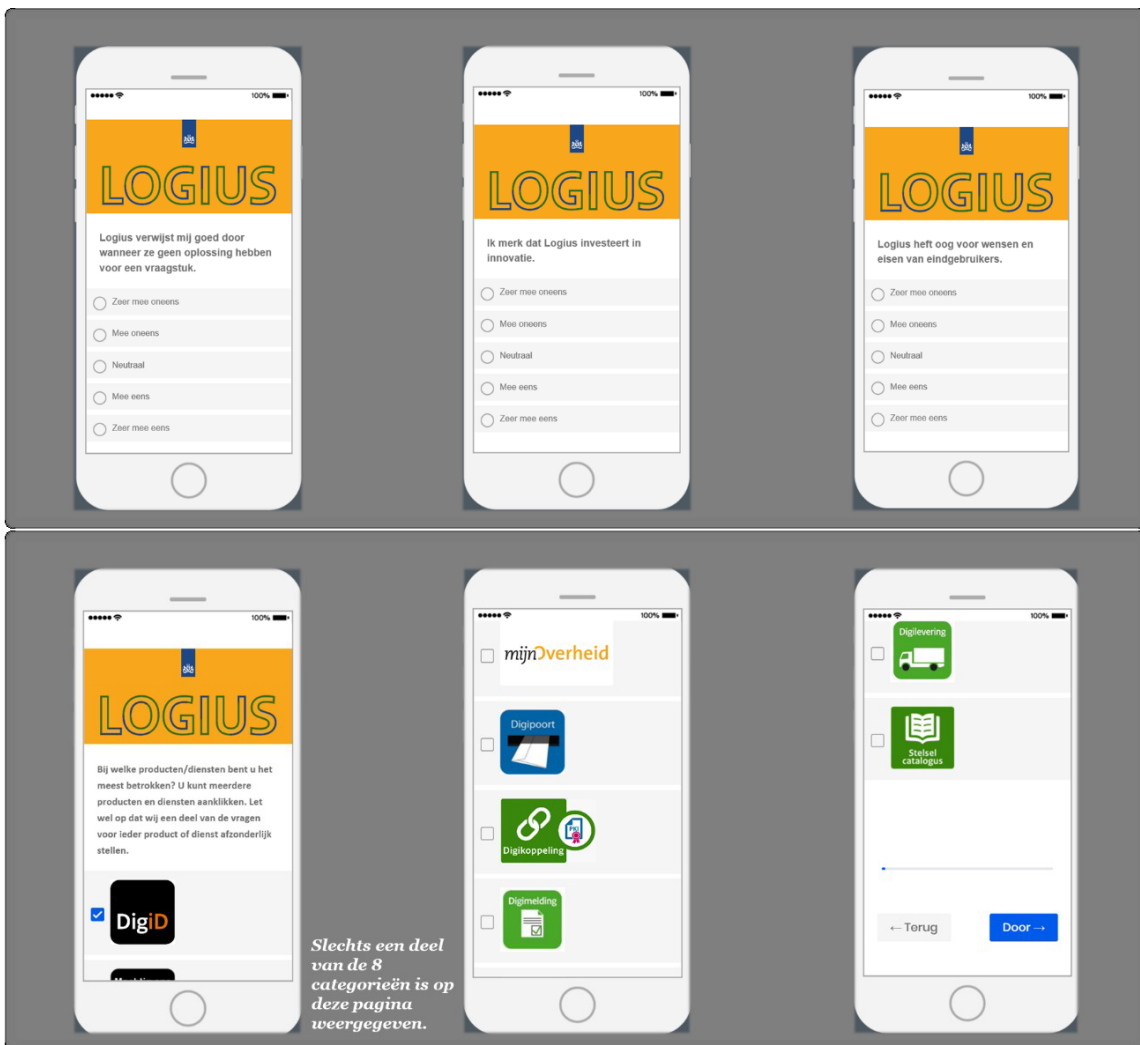 100%
LOGIUS
Logius verwijst mij goed door
wanneer ze geen oplossing hebben
voor een vraagstuk.
Zeer mee oneens
Mee oneens
Neutraal
Mee eens
Zeer mee eens
100%
LOGIUS
Ik merk dat Logius investeert in
innovatie.
Zeer mee oneens
Mee oneens
Neutraal
Mee eens
Zeer mee eens
100%
LOGIUS
Logius heft oog voor wensen en
eisen van eindgebruikers.
Zeer mee oneens
Mee oneens
Neutraal
Mee eens
Zeer mee eens
100%
LOGIUS
Bij welke producten/diensten bent u het
meest betrokken? U kunt meerdere
producten en diensten aanklikken. Let
wel op dat wij een deel van de vragen
voor ieder product of dienst afzonderlijk
stellen.
DigiD
Slechts een deel
van de 8
categorieën is op
deze pagina
weergegeven.
100%
mijnOverheid
Digipoort
Digikoppeling
PKI
Digimelding
100%
Digilevering
Stelsel
catalogus
← Terug
Door →